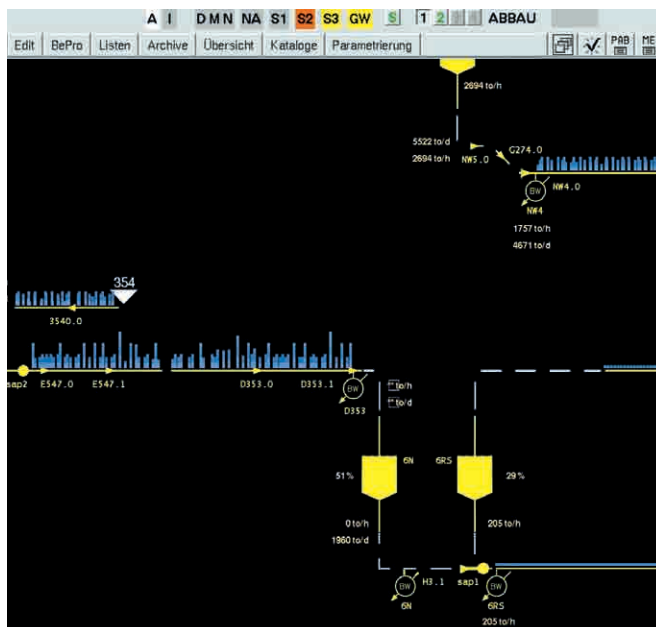 A I D M N NA S1 S2 S3 GW S 1 2 ABBAU
Edit BePro Listen Archive Übersicht Kataloge Parametrierung PAB ME
2694 to/h
5522 to/d
2694 to/h
NW5.0
G274.0
BW
NW4.0
NW4
1757 to/h
4671 to/d
354
3540.0
sap2 E547.0 E547.1 D353.0 D353.1
BW
D353
to/h
to/d
6N 6RS
51% 29%
0 to/h 205 to/h
1960 to/d
BW H3.1 sap1 BW
6N 6RS
205 to/h